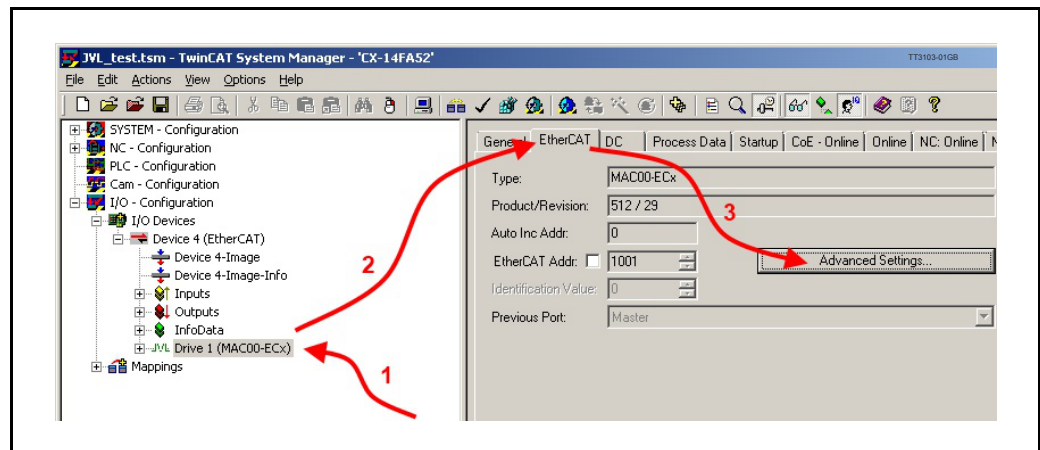 JVL_test.tsm - TwinCAT System Manager - 'CX-14FA52'
TT3103-01GB
File Edit Actions View Options Help
SYSTEM - Configuration
NC - Configuration
PLC - Configuration
Cam - Configuration
I/O - Configuration
I/O Devices
Device 4 (EtherCAT)
Device 4-Image
Device 4-Image-Info
Inputs
Outputs
InfoData
JVL Drive 1 (MAC00-ECx)
Mappings
1
2
General EtherCAT DC Process Data Startup CoE - Online Online NC: Online
Type: MAC00-ECx
Product/Revision: 512 / 29
3
Auto Inc Addr: 0
EtherCAT Addr: 1001
Advanced Settings...
Identification Value: 0
Previous Port: Master